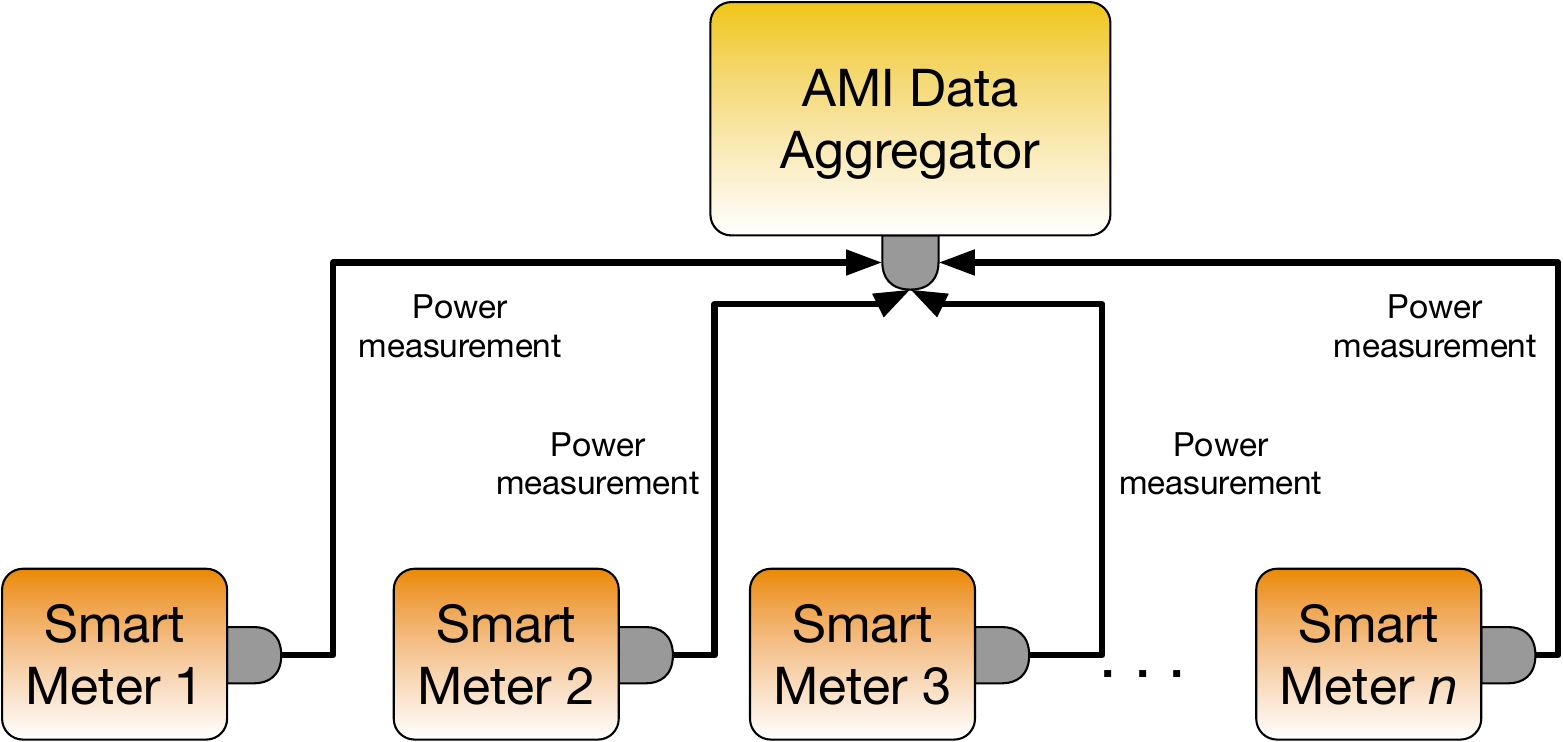 AMI Data
Aggregator
Power
measurement
Power
measurement
Power
measurement
Power
measurement
Smart
Meter 1
Smart
Meter 2
Smart
Meter 3
. . .
Smart
Meter n